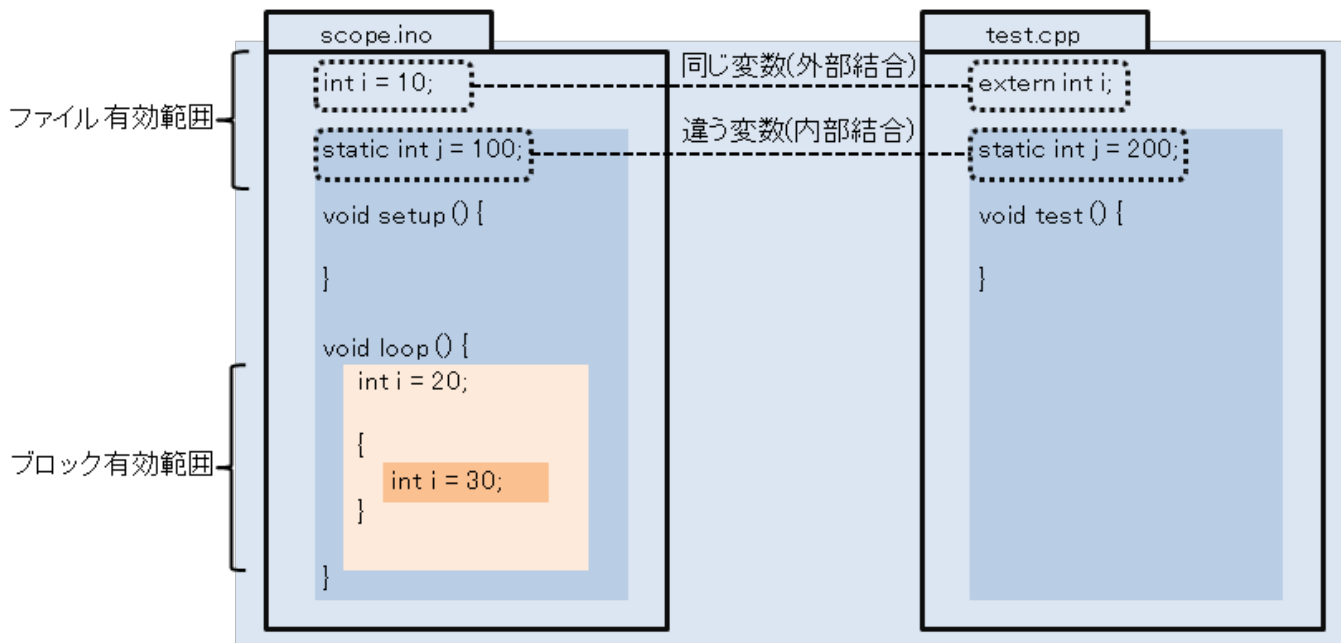 scope.ino
test.cpp
ファイル有効範囲
int i = 10;
同じ変数(外部結合)
extern int i;
static int j = 100;
違う変数(内部結合)
static int j = 200;
void setup () {
}
void test () {
}
void loop () {
ブロック有効範囲
int i = 20;
{
int i = 30;
}
}